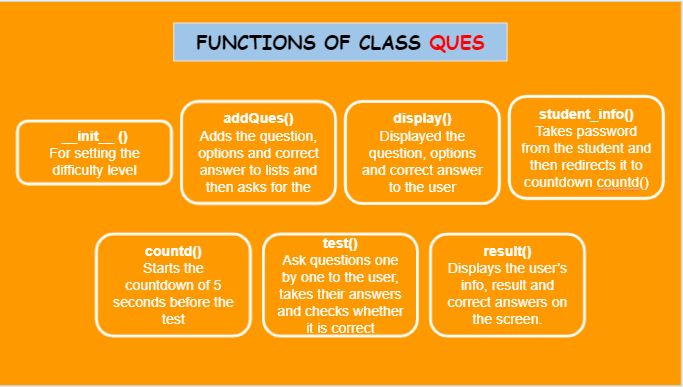 FUNCTIONS OF CLASS QUES
__init__ ()
For setting the
difficulty level
addQues()
Adds the question,
options and correct
answer to lists and
then asks for the
display()
Displayed the
question, options
and correct answer
to the user
student_info()
Takes password
from the student and
then redirects it to
countdown countd()
countd()
Starts the
countdown of 5
seconds before the
test
test()
Ask questions one
by one to the user,
takes their answers
and checks whether
it is correct
result()
Displays the user's
info, result and
correct answers on
the screen.